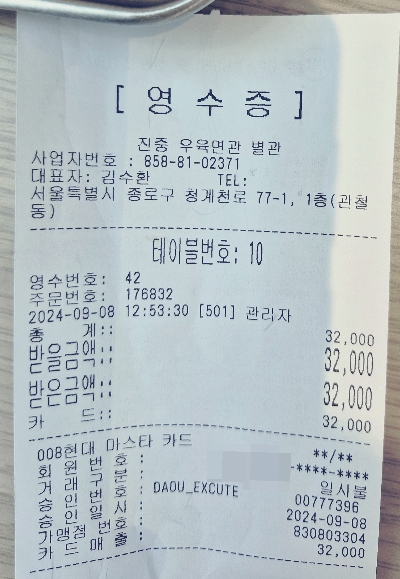 [ 영 수 증 ]
진중 우육면관 별관
사업자번호 : 858-81-02371
대표자: 김수환 TEL:
서울특별시 종로구 청계천로 77-1, 1층(관철
동)
테이블번호: 10
영수번호: 42
주문번호: 176832
2024-09-08 12:53:30 [501] 관리자
총 계:: 32,000
받을금액:: 32,000
받은금액:: 32,000
카 드:: 32,000
008현대 마스타 카드
회 원 번 호 : **/**
-****-****
거 래 구 분 : 일시불
승 인 번 호 : DAOU_EXCUTE 00777396
승 인 일 시 : 2024-09-08
가맹점 번호 : 830803304
카 드 매 출 : 32,000